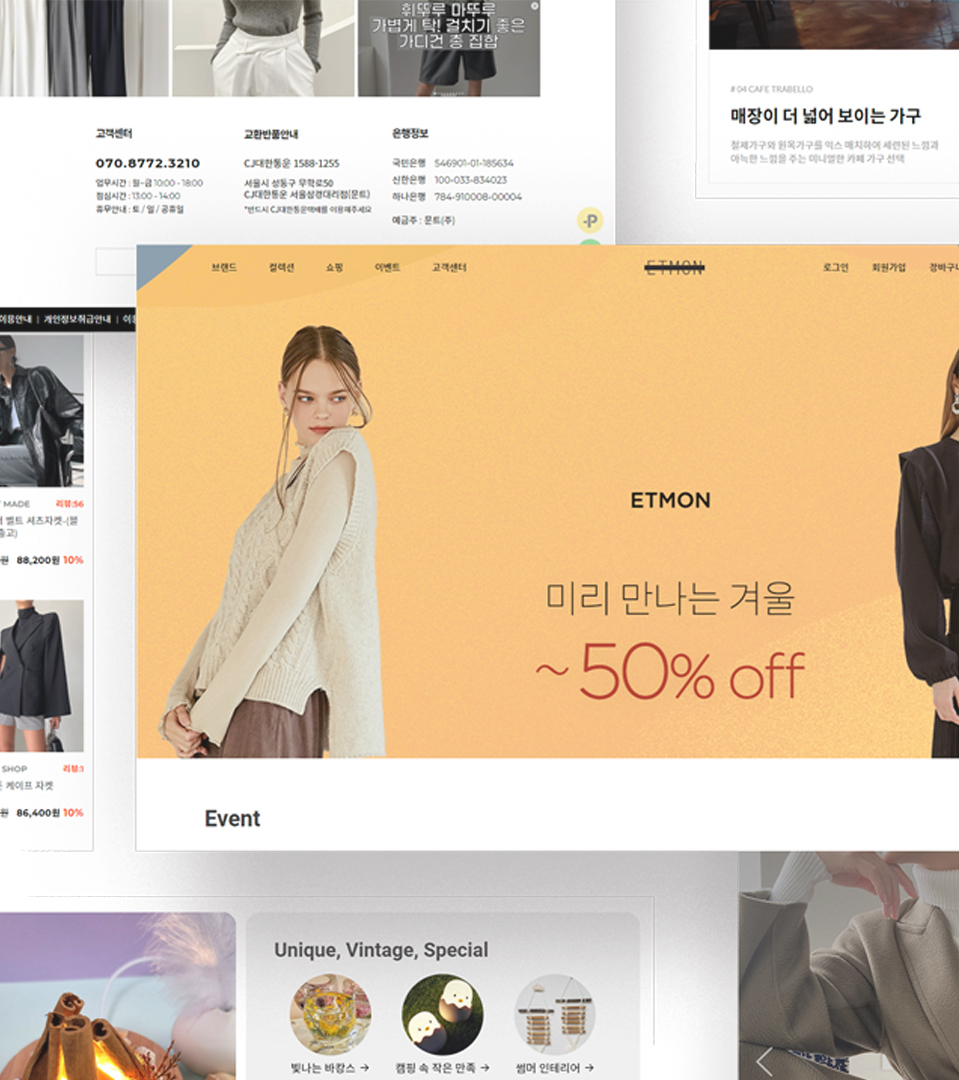 휘뚜루 마뚜루
가볍게 탁! 걸치기 좋은
가디건 총 집합
# 04 CAFE TRABELLO
매장이 더 넓어 보이는 가구
철제가구와 원목가구를 믹스 매치하여 세련된 느낌과
아늑한 느낌을 주는 미니멀한 카페 가구 선택
고객센터
070.8772.3210
업무시간 : 월~금 10:00 - 18:00
점심시간 : 13:00 - 14:00
휴무안내 : 토 / 일 / 공휴일
교환반품안내
CJ대한통운 1588-1255
서울시 성동구 무학로50
CJ대한통운 서울삼경대리점(문트)
*반드시 CJ대한통운택배를 이용해주세요
은행정보
국민은행 546901-01-185634
신한은행 100-033-834023
하나은행 784-910008-00004
예금주 : 문트(주)
P
브랜드 컬렉션 쇼핑 이벤트 고객센터 ETMON 로그인 회원가입 장바구니
이용안내 | 개인정보취급안내 | 이용
MADE 리뷰:56
벨트 셔츠자켓-(블
출고)
원 88,200원 10%
SHOP 리뷰:1
케이프 자켓
원 86,400원 10%
ETMON
미리 만나는 겨울
~50% off
Event
Unique, Vintage, Special
빛나는 바캉스 → 캠핑 속 작은 만족 → 썸머 인테리어 →